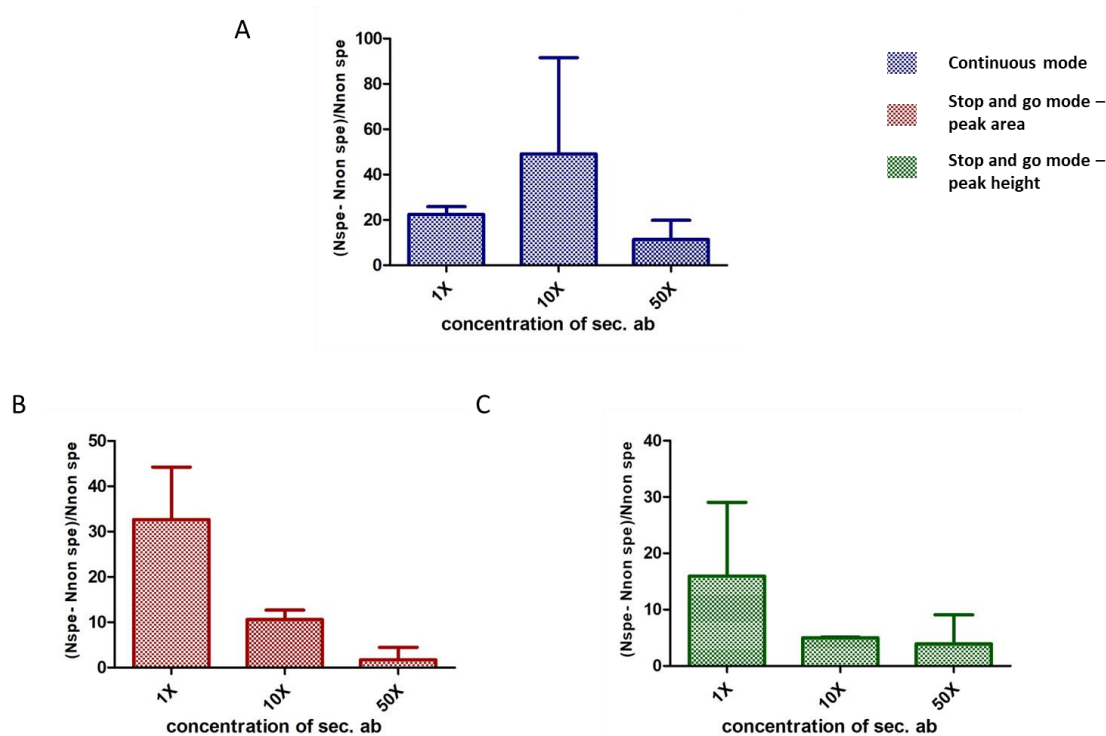 A
(Nspe- Nnon spe)/Nnon spe
100
80
60
40
20
0
1X
10X
50X
concentration of sec. ab
Continuous mode
Stop and go mode –
peak area
Stop and go mode –
peak height
B
(Nspe- Nnon spe)/Nnon spe
50
40
30
20
10
0
1X
10X
50X
concentration of sec. ab
C
(Nspe- Nnon spe)/Nnon spe
40
30
20
10
0
1X
10X
50X
concentration of sec. ab